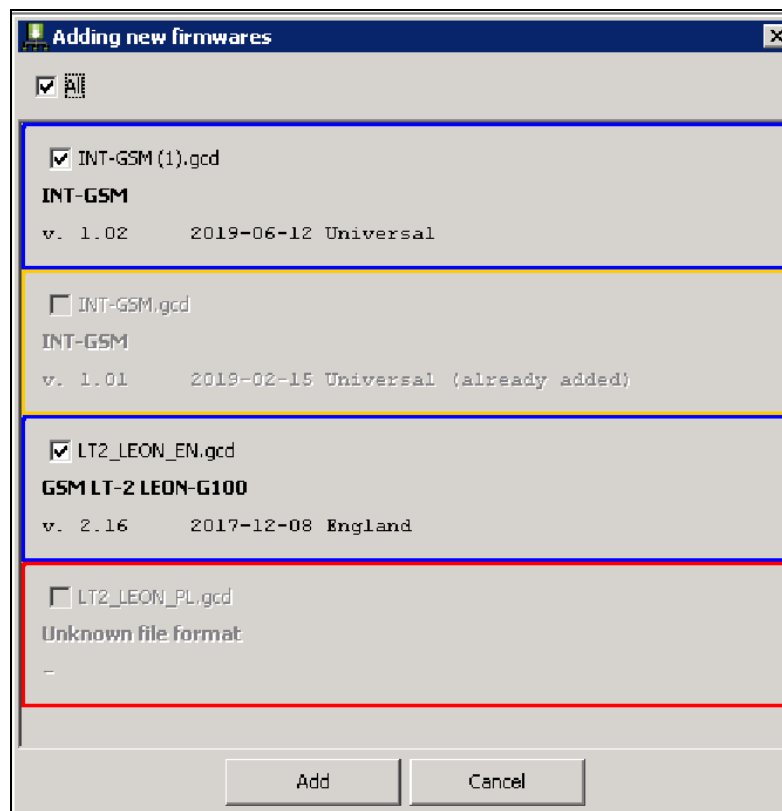 Adding new firmwares
All
INT-GSM (1).gcd
INT-GSM
v. 1.02 2019-06-12 Universal
INT-GSM.gcd
INT-GSM
v. 1.01 2019-02-15 Universal (already added)
LT2_LEON_EN.gcd
GSM LT-2 LEON-G100
v. 2.16 2017-12-08 England
LT2_LEON_PL.gcd
Unknown file format
–
Add Cancel